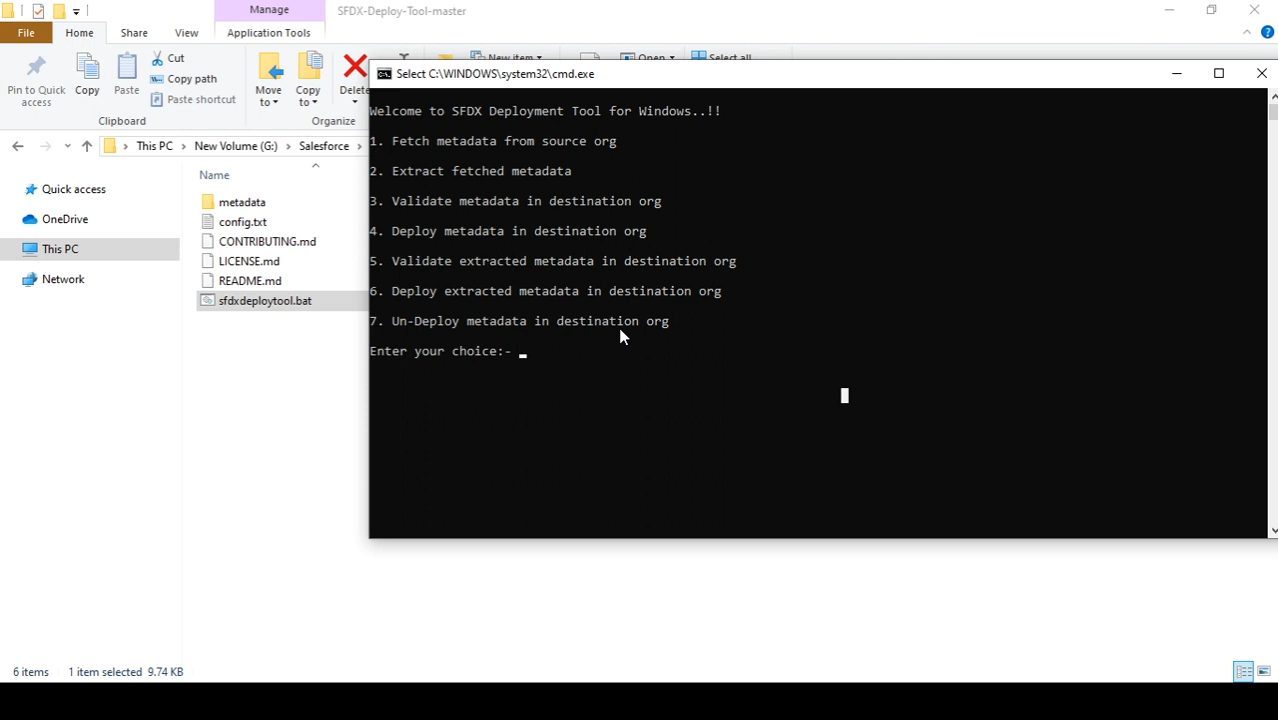 Manage
SFDX-Deploy-Tool-master
File
Home
Share
View
Application Tools
Pin to Quick access
Copy
Paste
Cut
Copy path
Paste shortcut
Clipboard
Move to
Copy to
Delete
Organize
New item
Open
Select all
This PC
New Volume (G:)
Salesforce
Quick access
OneDrive
This PC
Network
Name
metadata
config.txt
CONTRIBUTING.md
LICENSE.md
README.md
sfdxdeploytool.bat
Select C:\WINDOWS\system32\cmd.exe
Welcome to SFDX Deployment Tool for Windows..!!
1. Fetch metadata from source org
2. Extract fetched metadata
3. Validate metadata in destination org
4. Deploy metadata in destination org
5. Validate extracted metadata in destination org
6. Deploy extracted metadata in destination org
7. Un-Deploy metadata in destination org
Enter your choice:-
6 items
1 item selected 9.74 KB